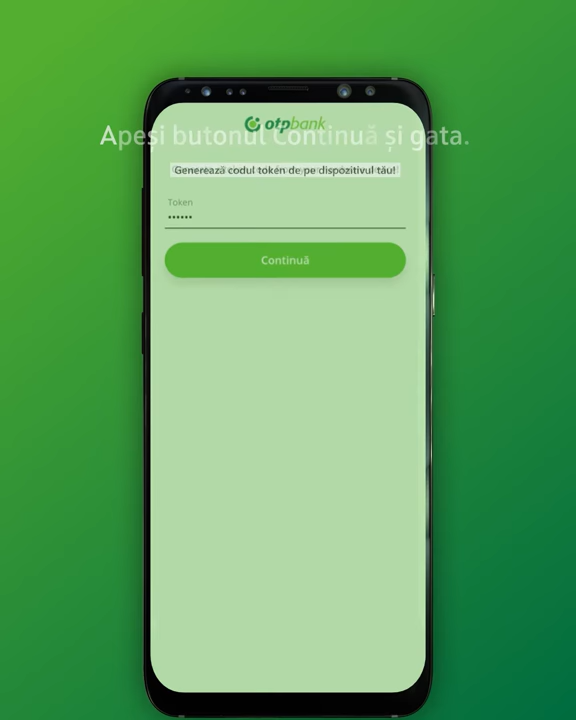 otpbank
Apeși butonul Continuă și gata.
Generează codul token de pe dispozitivul tău!
Token
Continuă